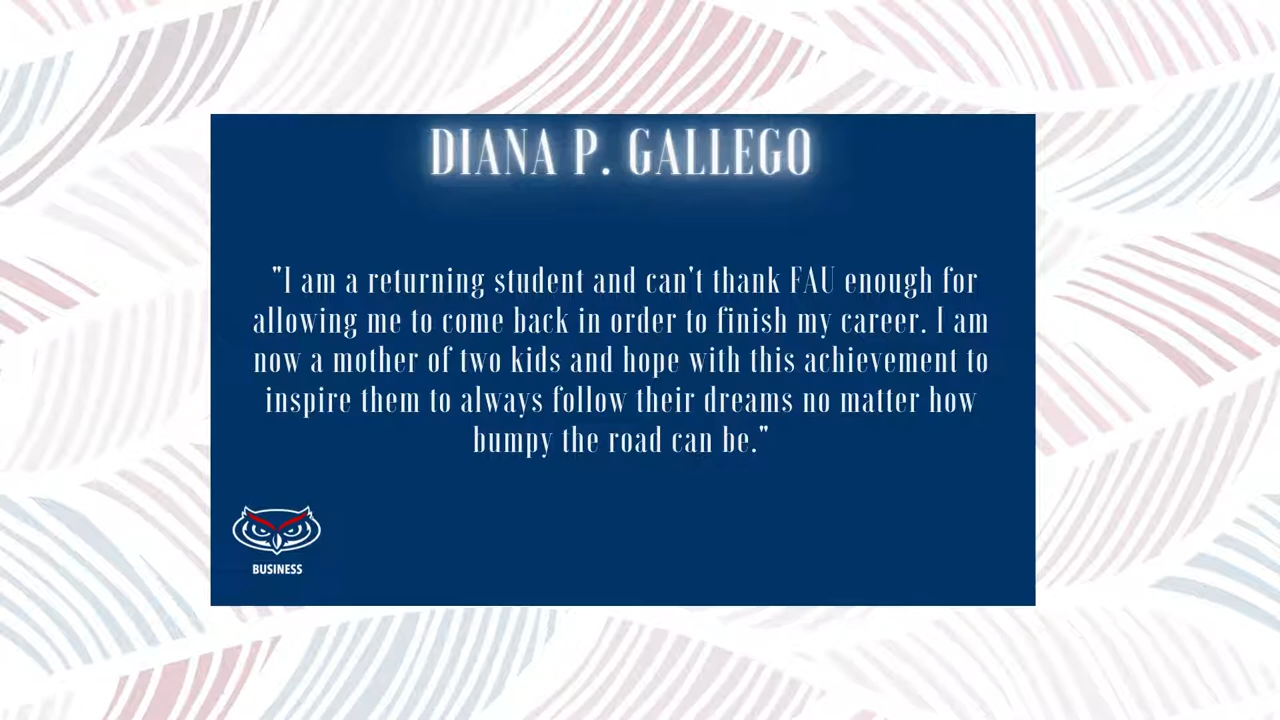 DIANA P. GALLEGO
"I am a returning student and can't thank FAU enough for
allowing me to come back in order to finish my career. I am
now a mother of two kids and hope with this achievement to
inspire them to always follow their dreams no matter how
bumpy the road can be."
BUSINESS